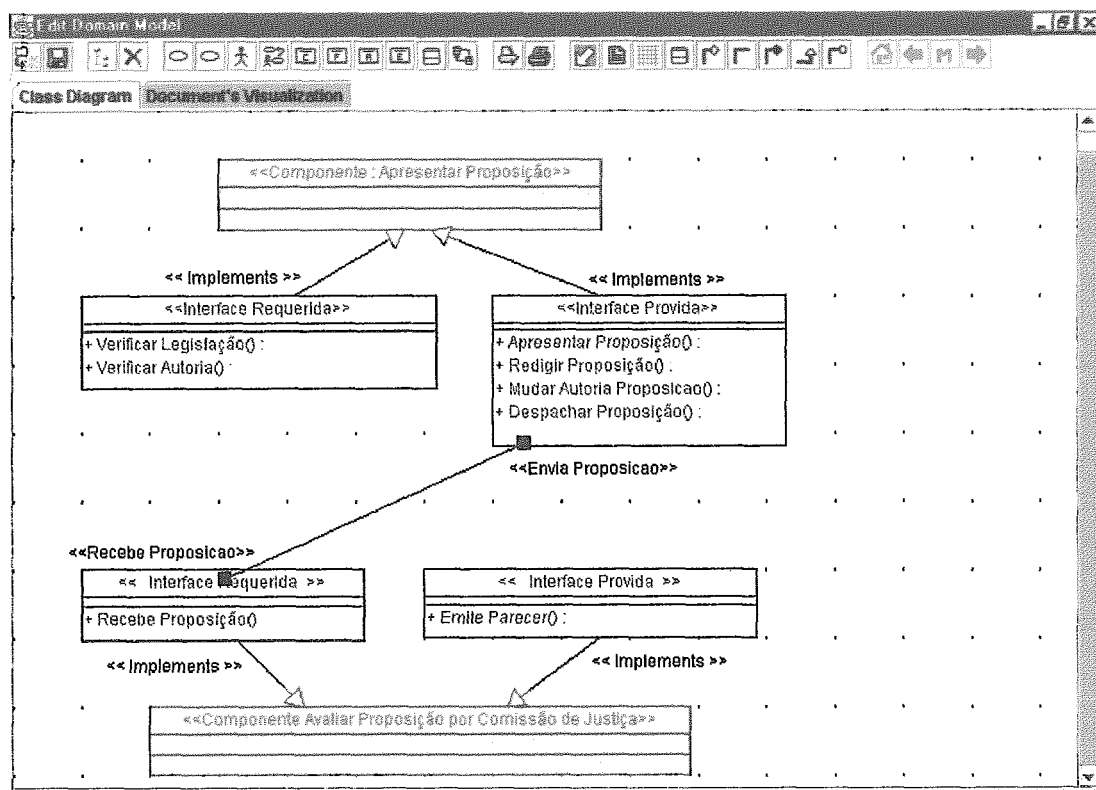 Edit Domain Model
Class Diagram
Document's Visualization
<<Componente : Apresentar Proposição>>
<< Implements >>
<< Implements >>
<<Interface Requerida>>
+ Verificar Legislação() :
+ Verificar Autoria() :
<<Interface Provida>>
+ Apresentar Proposição() :
+ Redigir Proposição() :
+ Mudar Autoria Proposicao() :
+ Despachar Proposição() :
<<Envia Proposicao>>
<<Recebe Proposicao>>
<< Interface Requerida >>
+ Recebe Proposição()
<< Interface Provida >>
+ Emite Parecer() :
<< Implements >>
<< Implements >>
<<Componente Avaliar Proposição por Comissão de Justiça>>